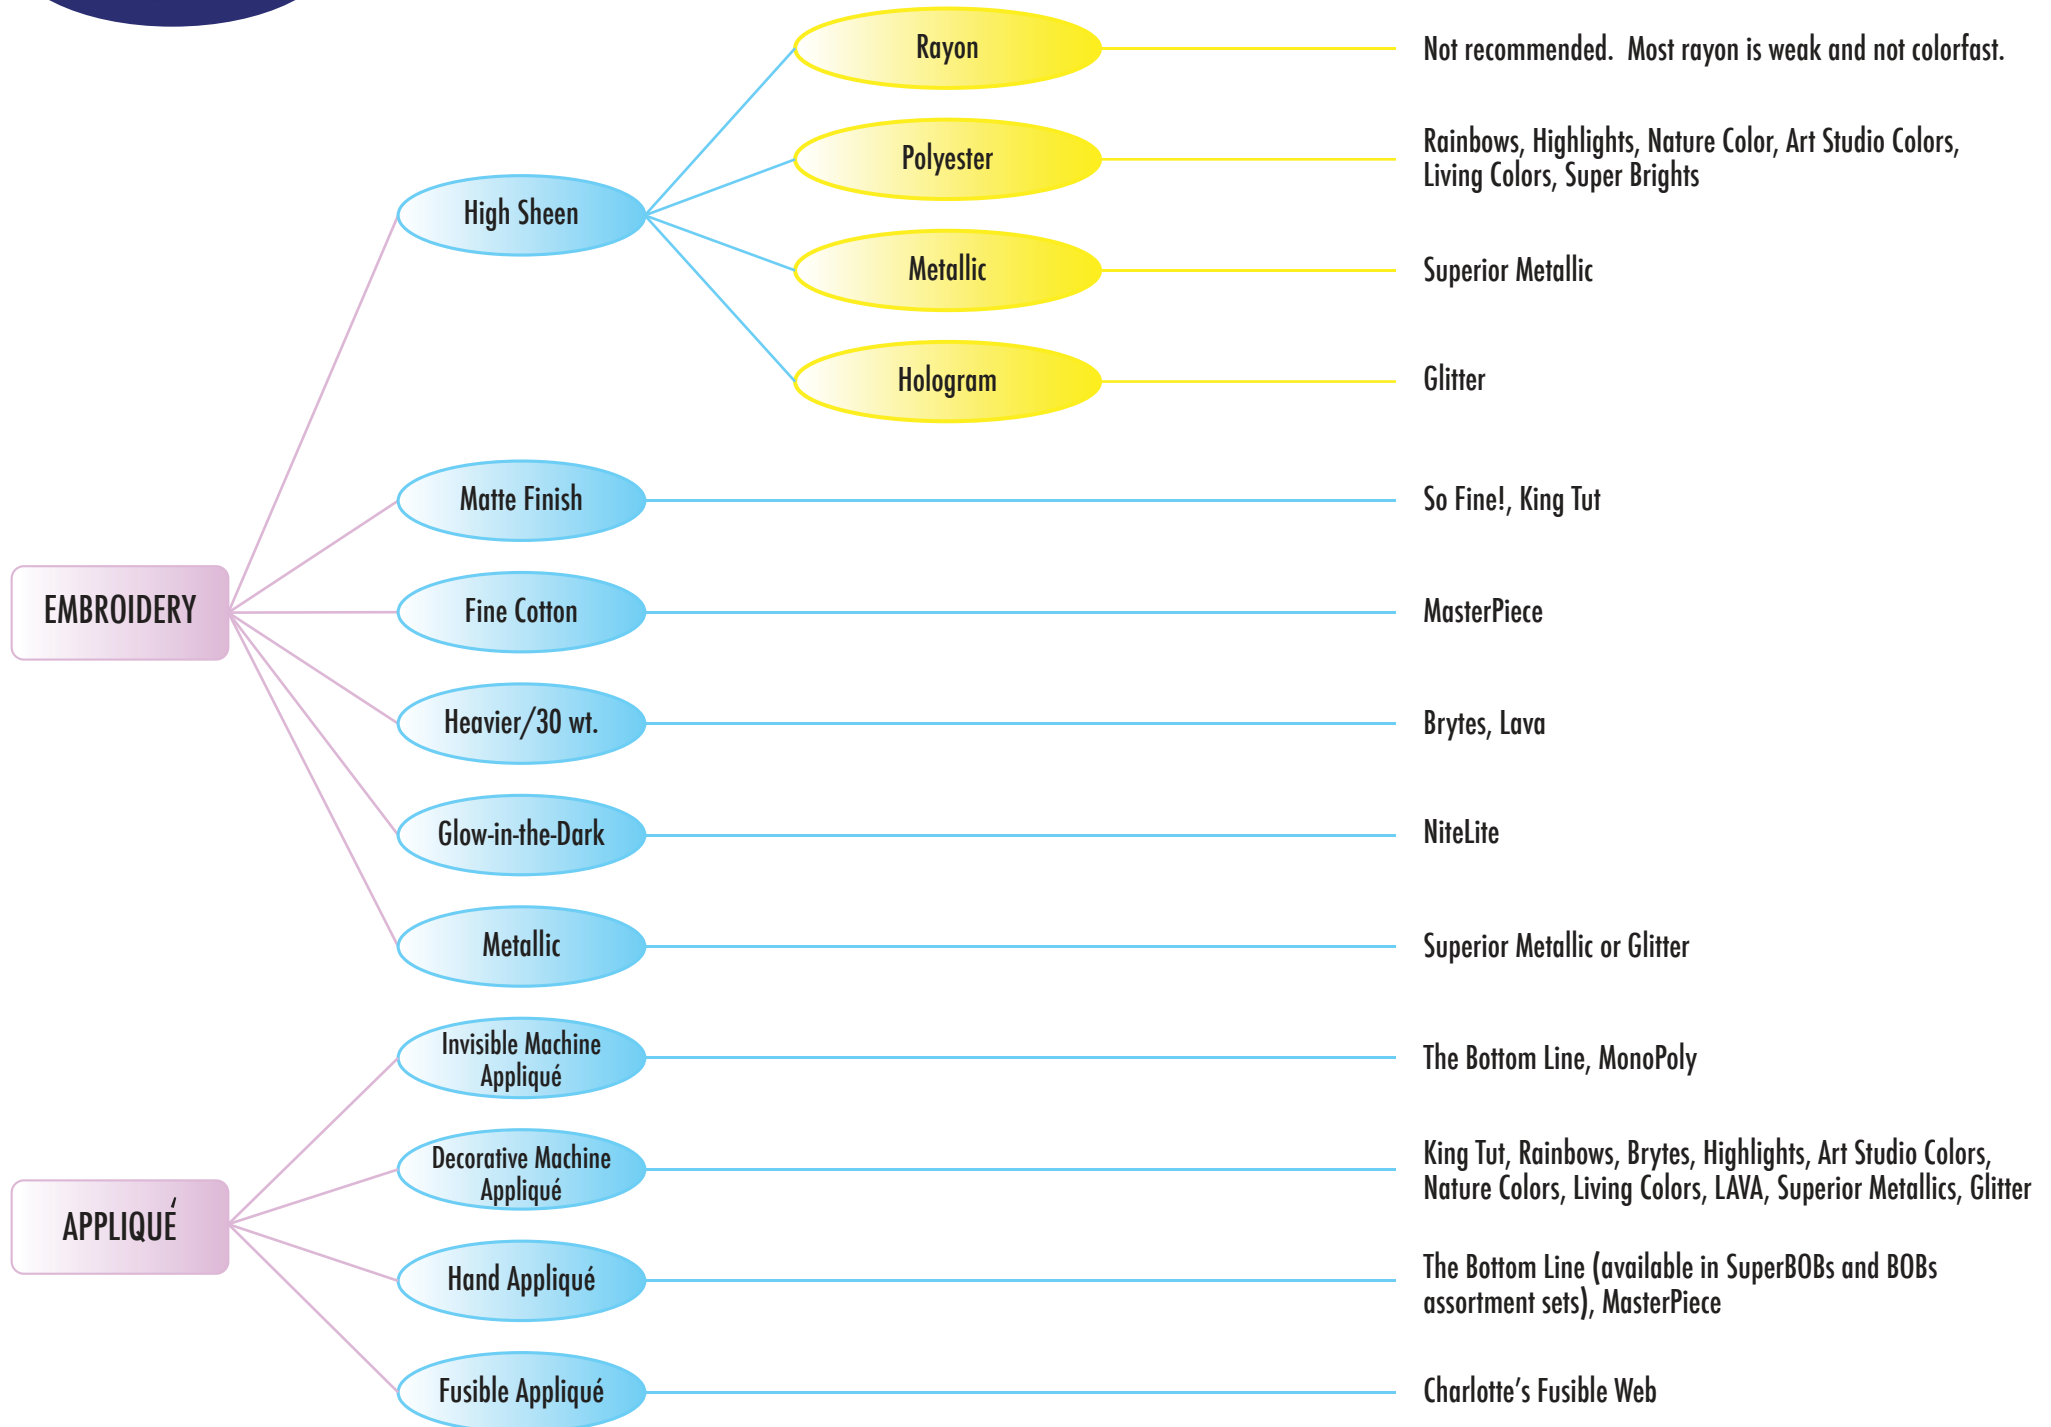 Rayon
Not recommended.  Most rayon is weak and not colorfast.
Polyester
Rainbows, Highlights, Nature Color, Art Studio Colors,
Living Colors, Super Brights
High Sheen
Metallic
Superior Metallic
Hologram
Glitter
Matte Finish
So Fine!, King Tut
EMBROIDERY
Fine Cotton
MasterPiece
Heavier/30 wt.
Brytes, Lava
Glow-in-the-Dark
NiteLite
Metallic
Superior Metallic or Glitter
Invisible Machine
Appliqué
The Bottom Line, MonoPoly
Decorative Machine
Appliqué
King Tut, Rainbows, Brytes, Highlights, Art Studio Colors,
Nature Colors, Living Colors, LAVA, Superior Metallics, Glitter
APPLIQUÉ
Hand Appliqué
The Bottom Line (available in SuperBOBs and BOBs
assortment sets), MasterPiece
Fusible Appliqué
Charlotte’s Fusible Web